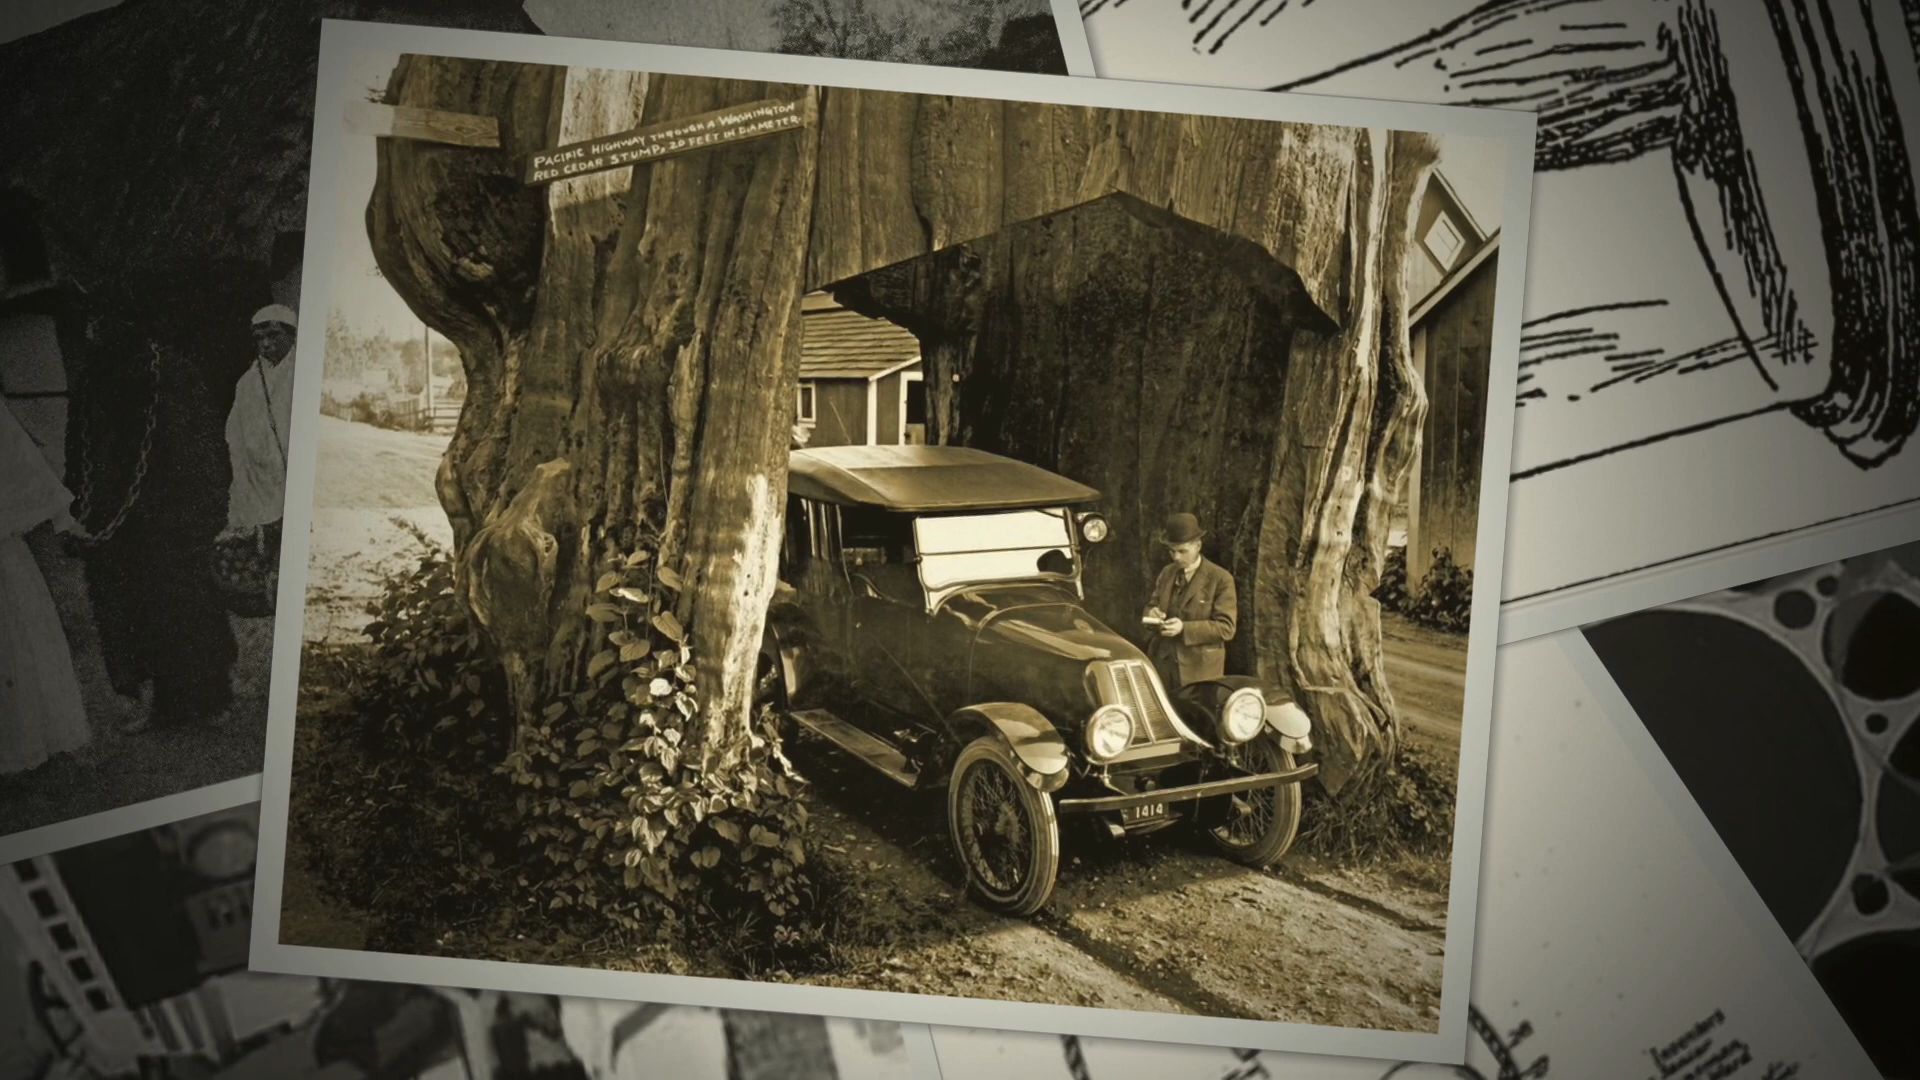 PACIFIC HIGHWAY THROUGH A WASHINGTON
RED CEDAR STUMP, 20 FEET IN DIAMETER.
1414